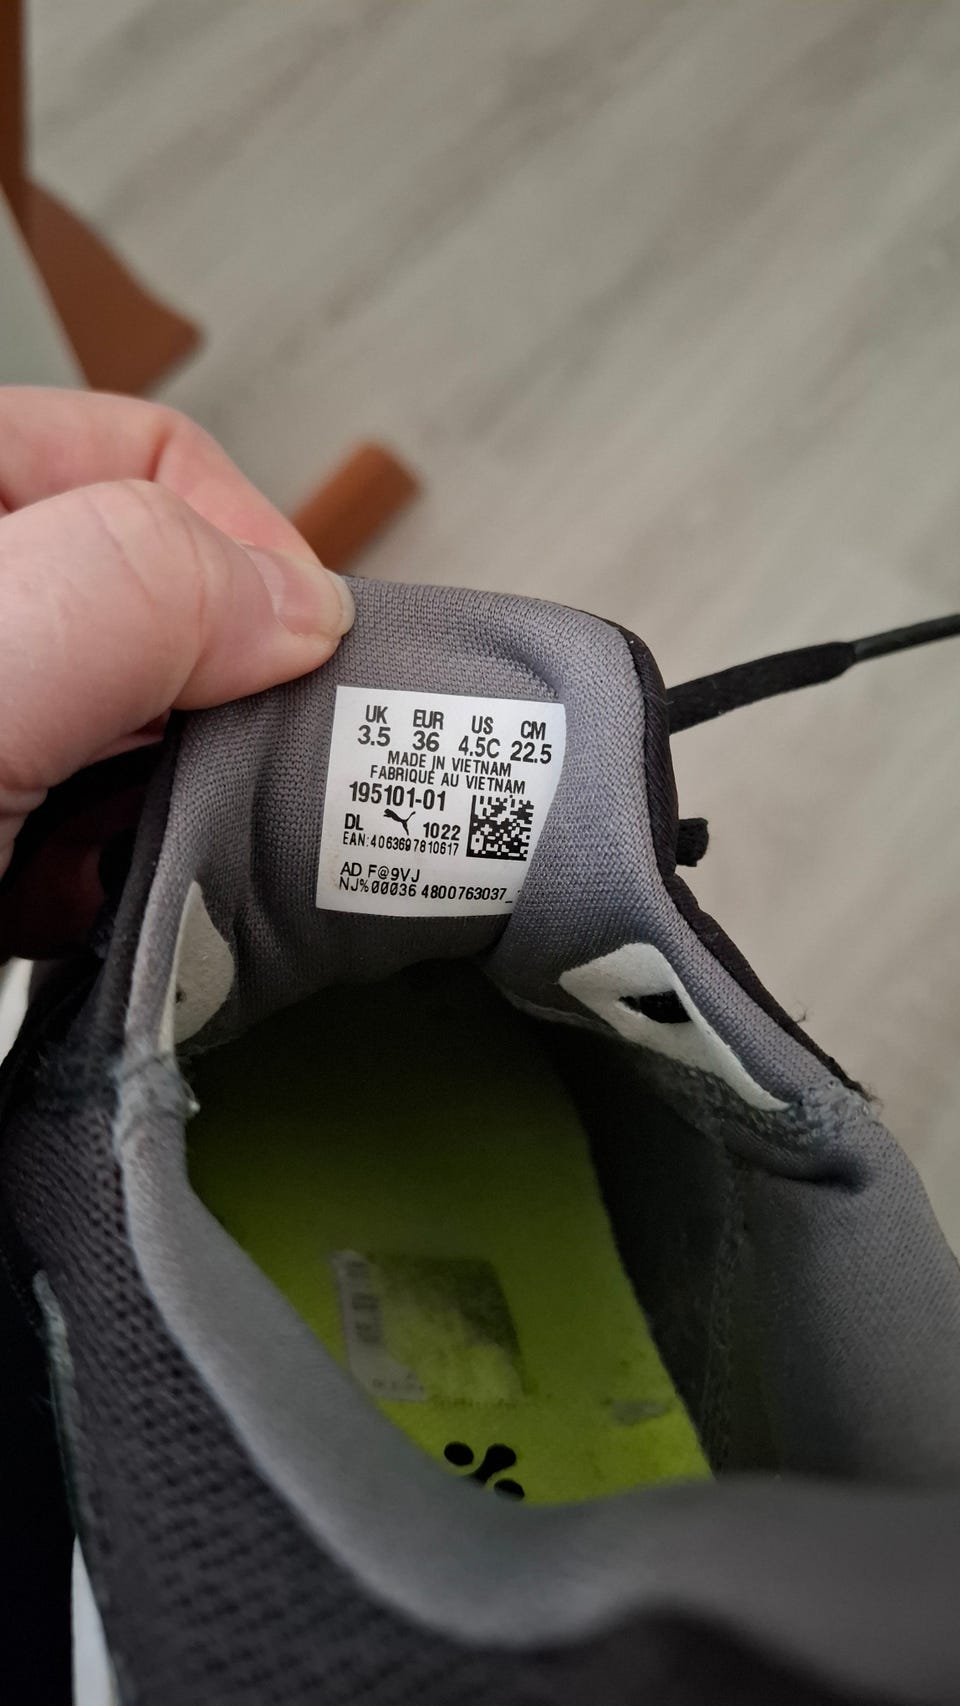 UK EUR US CM
3.5 36 4.5C 22.5
MADE IN VIETNAM
FABRIQUÉ AU VIETNAM
195101-01
DL 1022
EAN:4063697810617
AD F@9VJ
NJ%00036 4800763037_